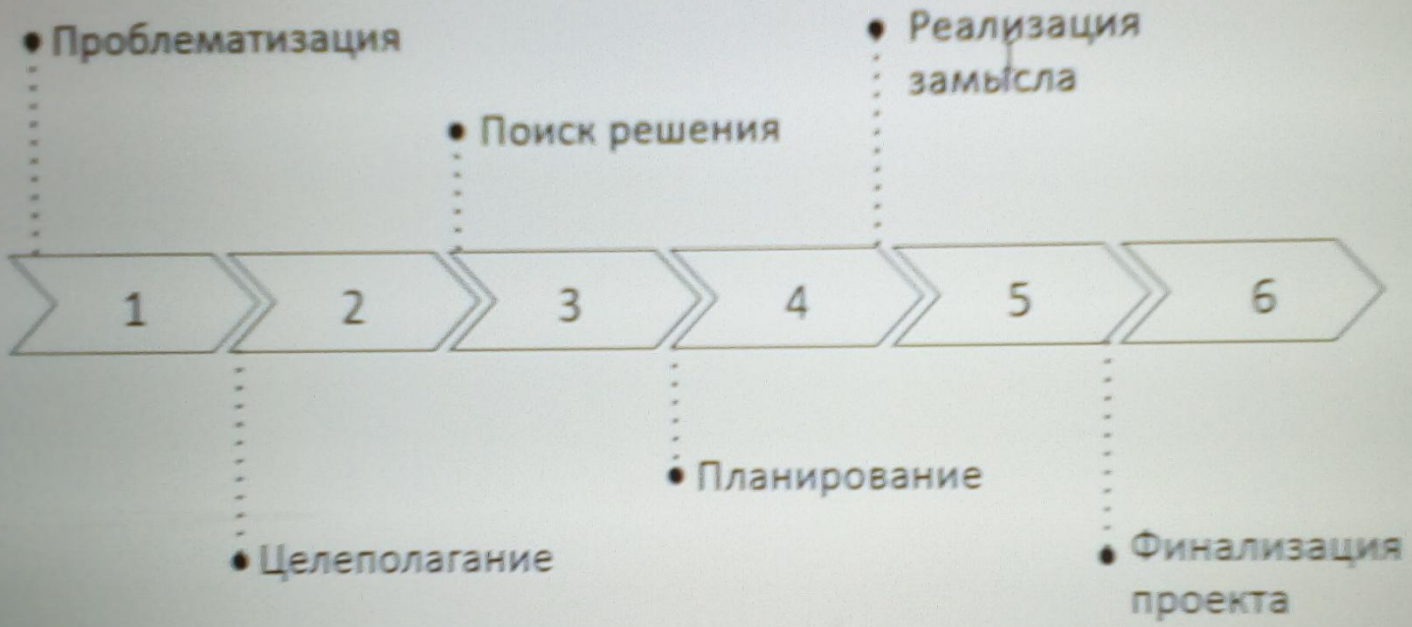 Проблематизация
Реализация
замысла
Поиск решения
1
2
3
4
5
6
Планирование
Целеполагание
Финализация
проекта